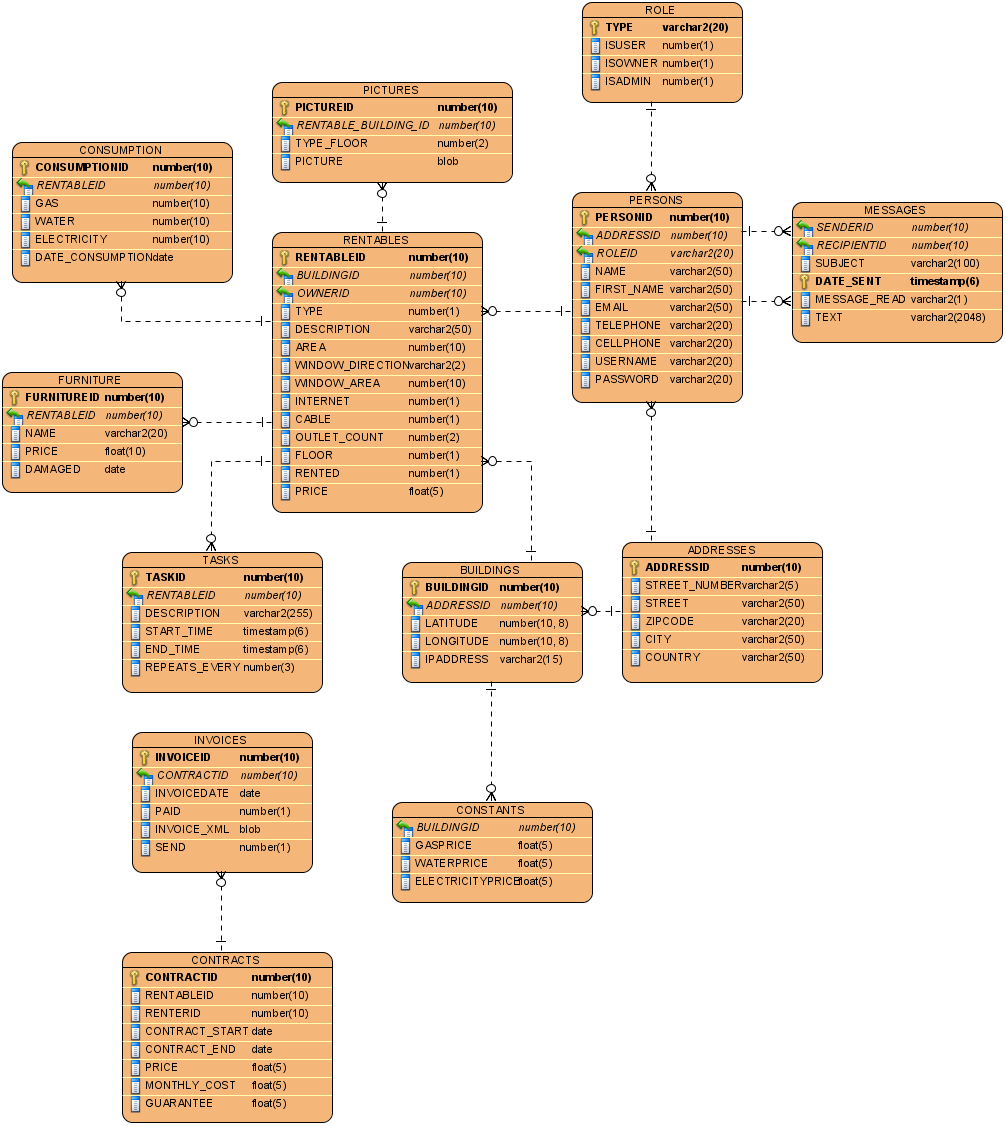 ROLE
TYPE varchar2(20)
ISUSER number(1)
ISOWNER number(1)
ISADMIN number(1)
PICTURES
PICTUREID number(10)
RENTABLE_BUILDING_ID number(10)
TYPE_FLOOR number(2)
PICTURE blob
CONSUMPTION
CONSUMPTIONID number(10)
RENTABLEID number(10)
GAS number(10)
WATER number(10)
ELECTRICITY number(10)
DATE_CONSUMPTIONdate
PERSONS
PERSONID number(10)
ADDRESSID number(10)
ROLEID varchar2(20)
NAME varchar2(50)
FIRST_NAME varchar2(50)
EMAIL varchar2(50)
TELEPHONE varchar2(20)
CELLPHONE varchar2(20)
USERNAME varchar2(20)
PASSWORD varchar2(20)
MESSAGES
SENDERID number(10)
RECIPIENTID number(10)
SUBJECT varchar2(100)
DATE_SENT timestamp(6)
MESSAGE_READ varchar2(1)
TEXT varchar2(2048)
RENTABLES
RENTABLEID number(10)
BUILDINGID number(10)
OWNERID number(10)
TYPE number(1)
DESCRIPTION varchar2(50)
AREA number(10)
WINDOW_DIRECTIONvarchar2(2)
WINDOW_AREA number(10)
INTERNET number(1)
CABLE number(1)
OUTLET_COUNT number(2)
FLOOR number(1)
RENTED number(1)
PRICE float(5)
FURNITURE
FURNITUREID number(10)
RENTABLEID number(10)
NAME varchar2(20)
PRICE float(10)
DAMAGED date
TASKS
TASKID number(10)
RENTABLEID number(10)
DESCRIPTION varchar2(255)
START_TIME timestamp(6)
END_TIME timestamp(6)
REPEATS_EVERY number(3)
BUILDINGS
BUILDINGID number(10)
ADDRESSID number(10)
LATITUDE number(10, 8)
LONGITUDE number(10, 8)
IPADDRESS varchar2(15)
ADDRESSES
ADDRESSID number(10)
STREET_NUMBERvarchar2(5)
STREET varchar2(50)
ZIPCODE varchar2(20)
CITY varchar2(50)
COUNTRY varchar2(50)
INVOICES
INVOICEID number(10)
CONTRACTID number(10)
INVOICEDATE date
PAID number(1)
INVOICE_XML blob
SEND number(1)
CONSTANTS
BUILDINGID number(10)
GASPRICE float(5)
WATERPRICE float(5)
ELECTRICITYPRICEfloat(5)
CONTRACTS
CONTRACTID number(10)
RENTABLEID number(10)
RENTERID number(10)
CONTRACT_START date
CONTRACT_END date
PRICE float(5)
MONTHLY_COST float(5)
GUARANTEE float(5)